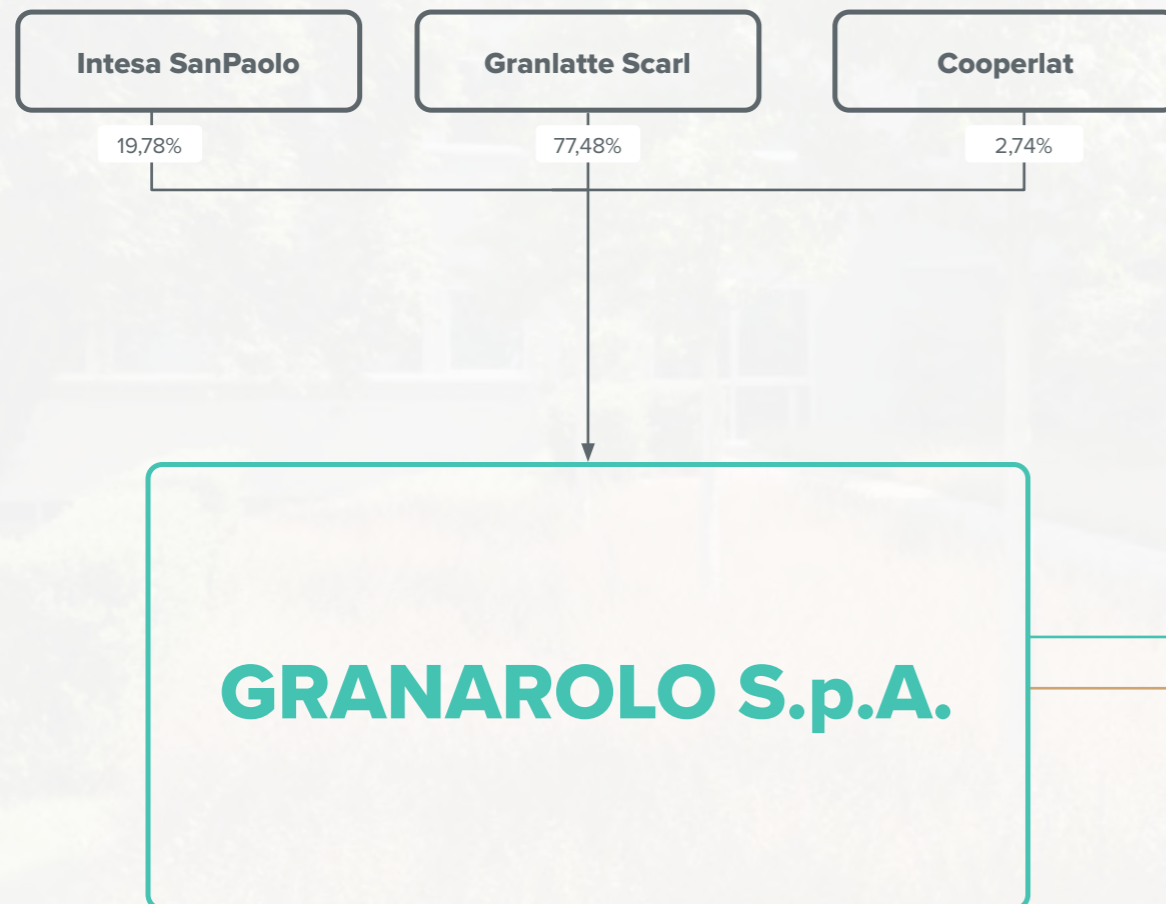 Intesa SanPaolo
Granlatte Scarl
Cooperlat
19,78%
77,48%
2,74%
GRANAROLO S.p.A.